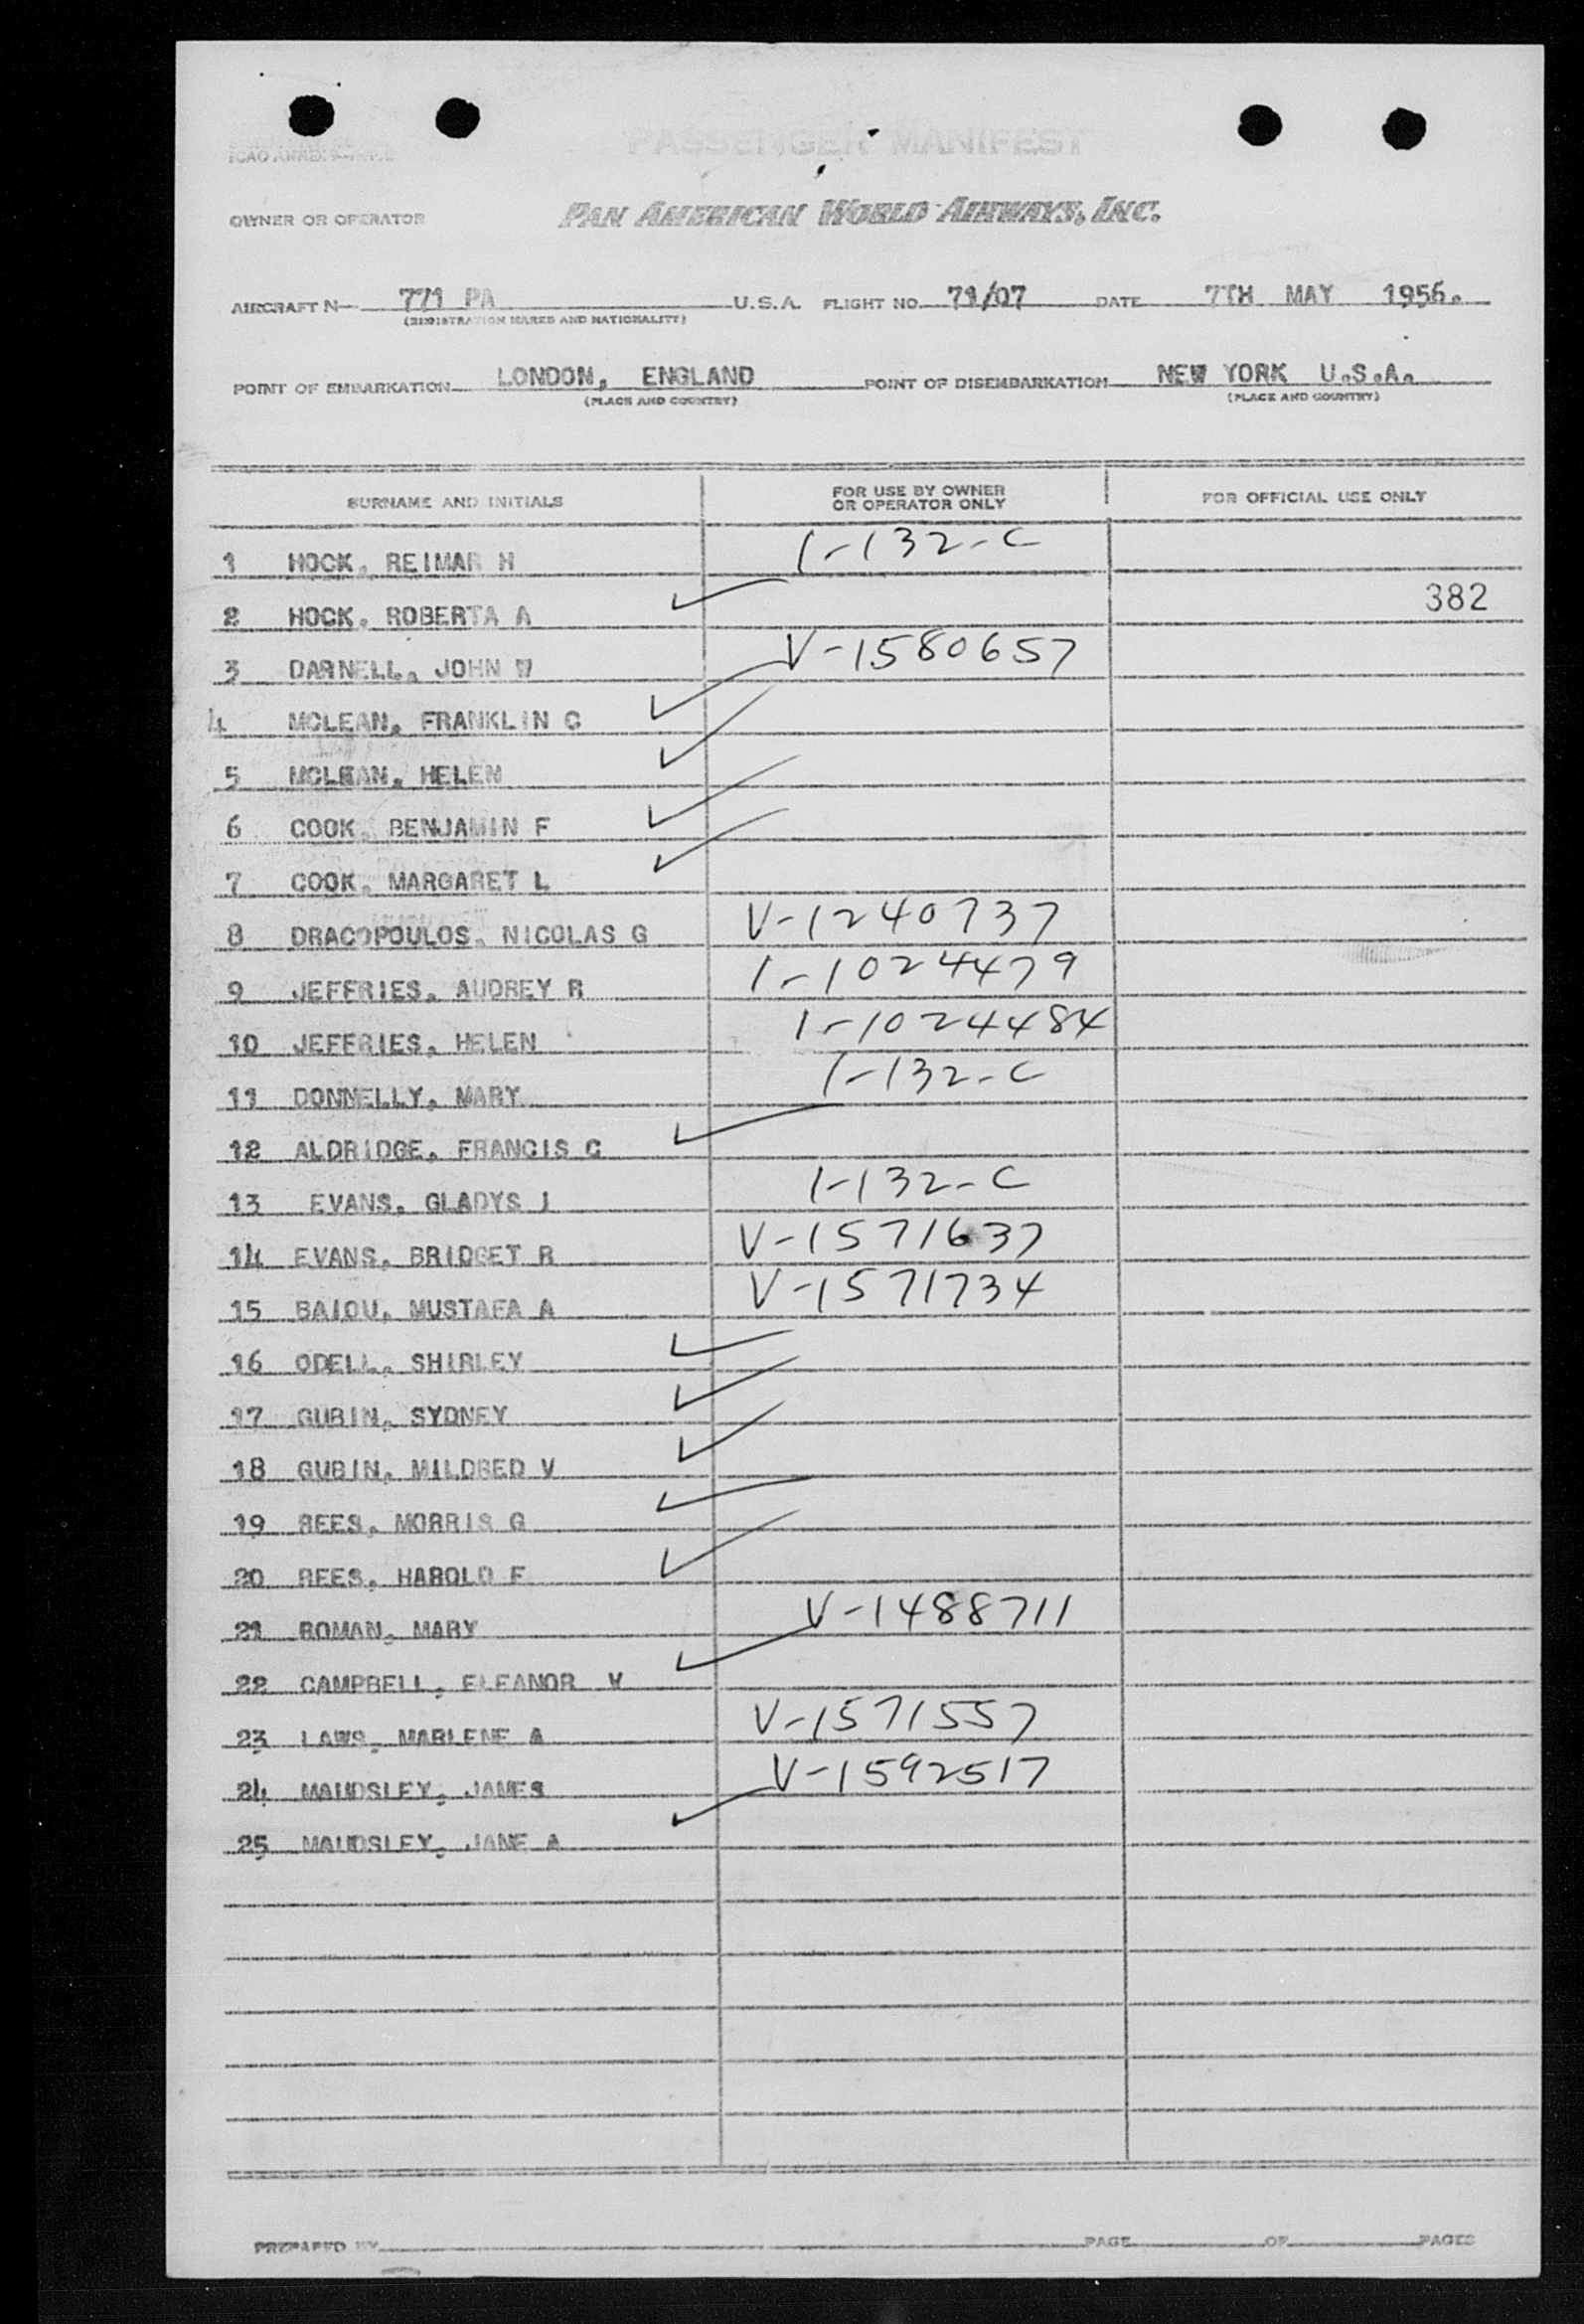 PASSENGER MANIFEST
OWNER OR OPERATOR PAN AMERICAN WORLD AIRWAYS, INC.
AIRCRAFT N- 771 PA U.S.A. FLIGHT NO. 71/07 DATE 7TH MAY 1956.
(REGISTRATION MARKS AND NATIONALITY)
POINT OF EMBARKATION LONDON, ENGLAND POINT OF DISEMBARKATION NEW YORK U.S.A.
(PLACE AND COUNTRY) (PLACE AND COUNTRY)
SURNAME AND INITIALS FOR USE BY OWNER OR OPERATOR ONLY FOR OFFICIAL USE ONLY
1 HOCK, REIMAR H 1-132-C
2 HOCK, ROBERTA A ✓ 382
3 DARNELL, JOHN W V-1580657
4 MCLEAN, FRANKLIN C ✓
5 MCLEAN, HELEN ✓
6 COOK, BENJAMIN F ✓
7 COOK, MARGARET L ✓
8 DRACOPOULOS, NICOLAS G V-1240737
9 JEFFRIES, AUDREY R 1-1024479
10 JEFFRIES, HELEN 1-1024484
11 DONNELLY, MARY 1-132-C
12 ALDRIDGE, FRANCIS C ✓
13 EVANS, GLADYS I 1-132-C
14 EVANS, BRIDGET R V-1571637
15 BAIOU, MUSTAFA A V-1571734
16 ODELL, SHIRLEY ✓
17 GUBIN, SYDNEY ✓
18 GUBIN, MILDRED V ✓
19 REES, MORRIS G ✓
20 REES, HAROLD F ✓
21 ROMAN, MARY V-1488711
22 CAMPBELL, ELEANOR W ✓
23 LAWS, MARLENE A V-1571557
24 MAUDSLEY, JAMES V-1592517
25 MAUDSLEY, JANE A ✓
PREPARED BY PAGE OF PAGES